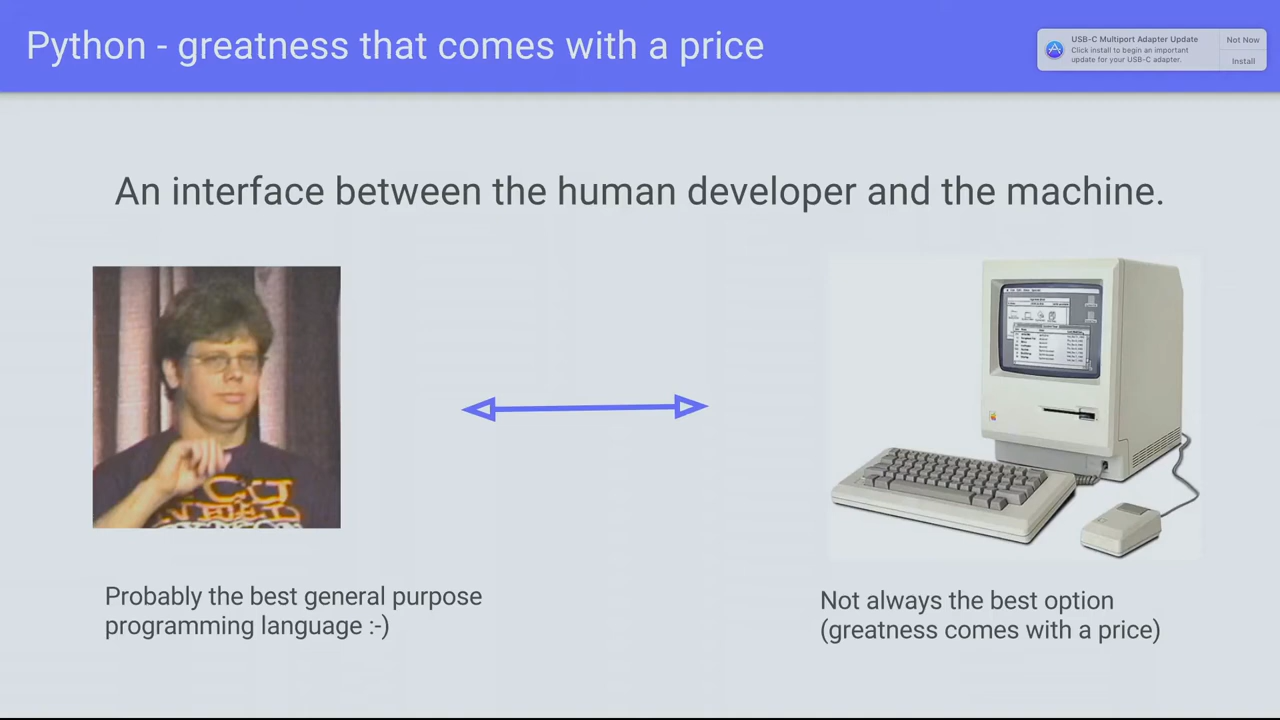 Python - greatness that comes with a price
USB-C Multiport Adapter Update
Click install to begin an important
update for your USB-C adapter.
Not Now
Install
An interface between the human developer and the machine.
Probably the best general purpose
programming language :-)
Not always the best option
(greatness comes with a price)